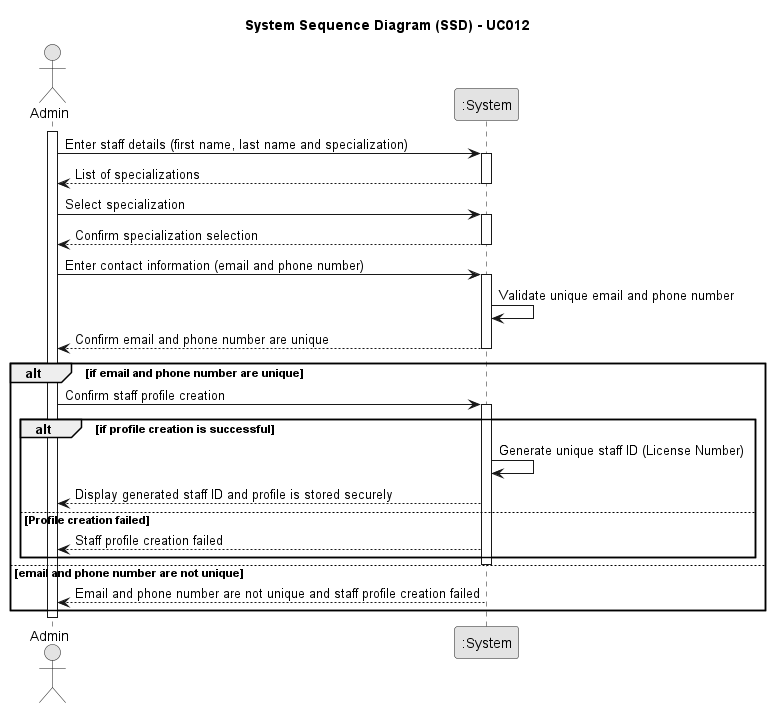 System Sequence Diagram (SSD) - UC012
Admin
:System
Enter staff details (first name, last name and specialization)
List of specializations
Select specialization
Confirm specialization selection
Enter contact information (email and phone number)
Validate unique email and phone number
Confirm email and phone number are unique
alt [if email and phone number are unique]
Confirm staff profile creation
alt [if profile creation is successful]
Generate unique staff ID (License Number)
Display generated staff ID and profile is stored securely
[Profile creation failed]
Staff profile creation failed
[email and phone number are not unique]
Email and phone number are not unique and staff profile creation failed
Admin
:System